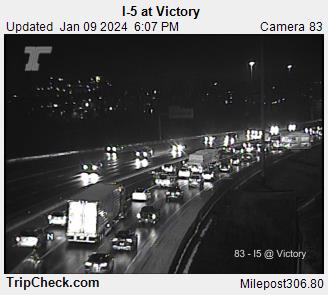 I-5 at Victory
Updated Jan 09 2024 6:07 PM Camera 83
83 - I5 @ Victory
TripCheck.com Milepost306.80